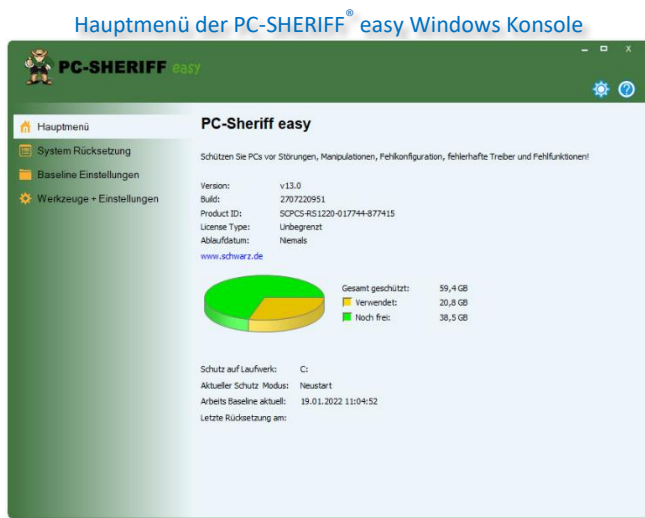 Hauptmenü der PC-SHERIFF® easy Windows Konsole
PC-SHERIFF easy
Hauptmenü
System Rücksetzung
Baseline Einstellungen
Werkzeuge + Einstellungen
PC-Sheriff easy
Schützen Sie PCs vor Störungen, Manipulationen, Fehlkonfiguration, fehlerhafte Treiber und Fehlfunktionen!
Version: v13.0
Build: 2707220951
Product ID: SCPCS-RS1220-017744-877415
License Type: Unbegrenzt
Ablaufdatum: Niemals
www.schwarz.de
Gesamt geschützt: 59,4 GB
Verwendet: 20,8 GB
Noch frei: 38,5 GB
Schutz auf Laufwerk: C:
Aktueller Schutz Modus: Neustart
Arbeits Baseline aktuell: 19.01.2022 11:04:52
Letzte Rücksetzung am: